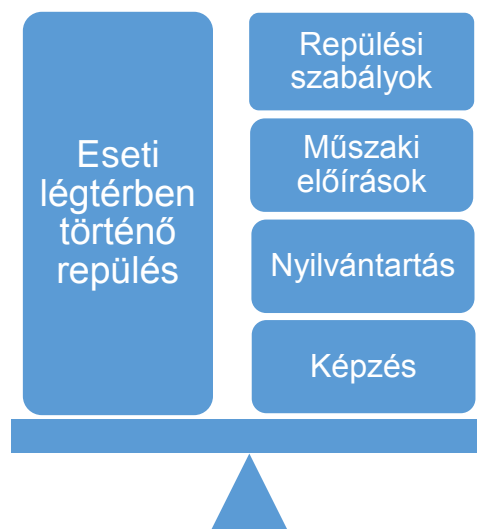 Eseti
légtérben
történő
repülés
Repülési
szabályok
Műszaki
előírások
Nyilvántartás
Képzés